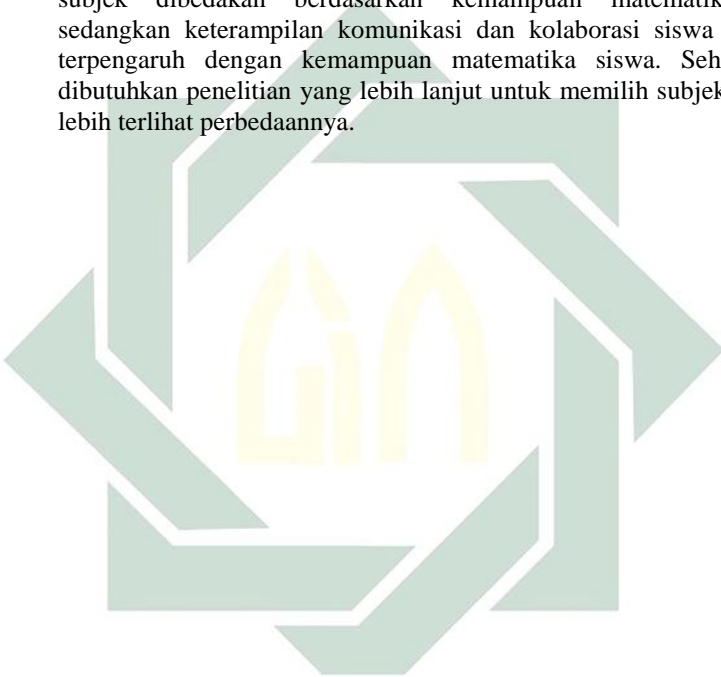 subjek dibedakan berdasarkan kemampuan
sedangkan keterampilan komunikasi dan kolaborasi siswa
terpengaruh dengan kemampuan matematika siswa.
dibutuhkan penelitian yang lebih lanjut untuk memilih
lebih terlihat perbedaannya.